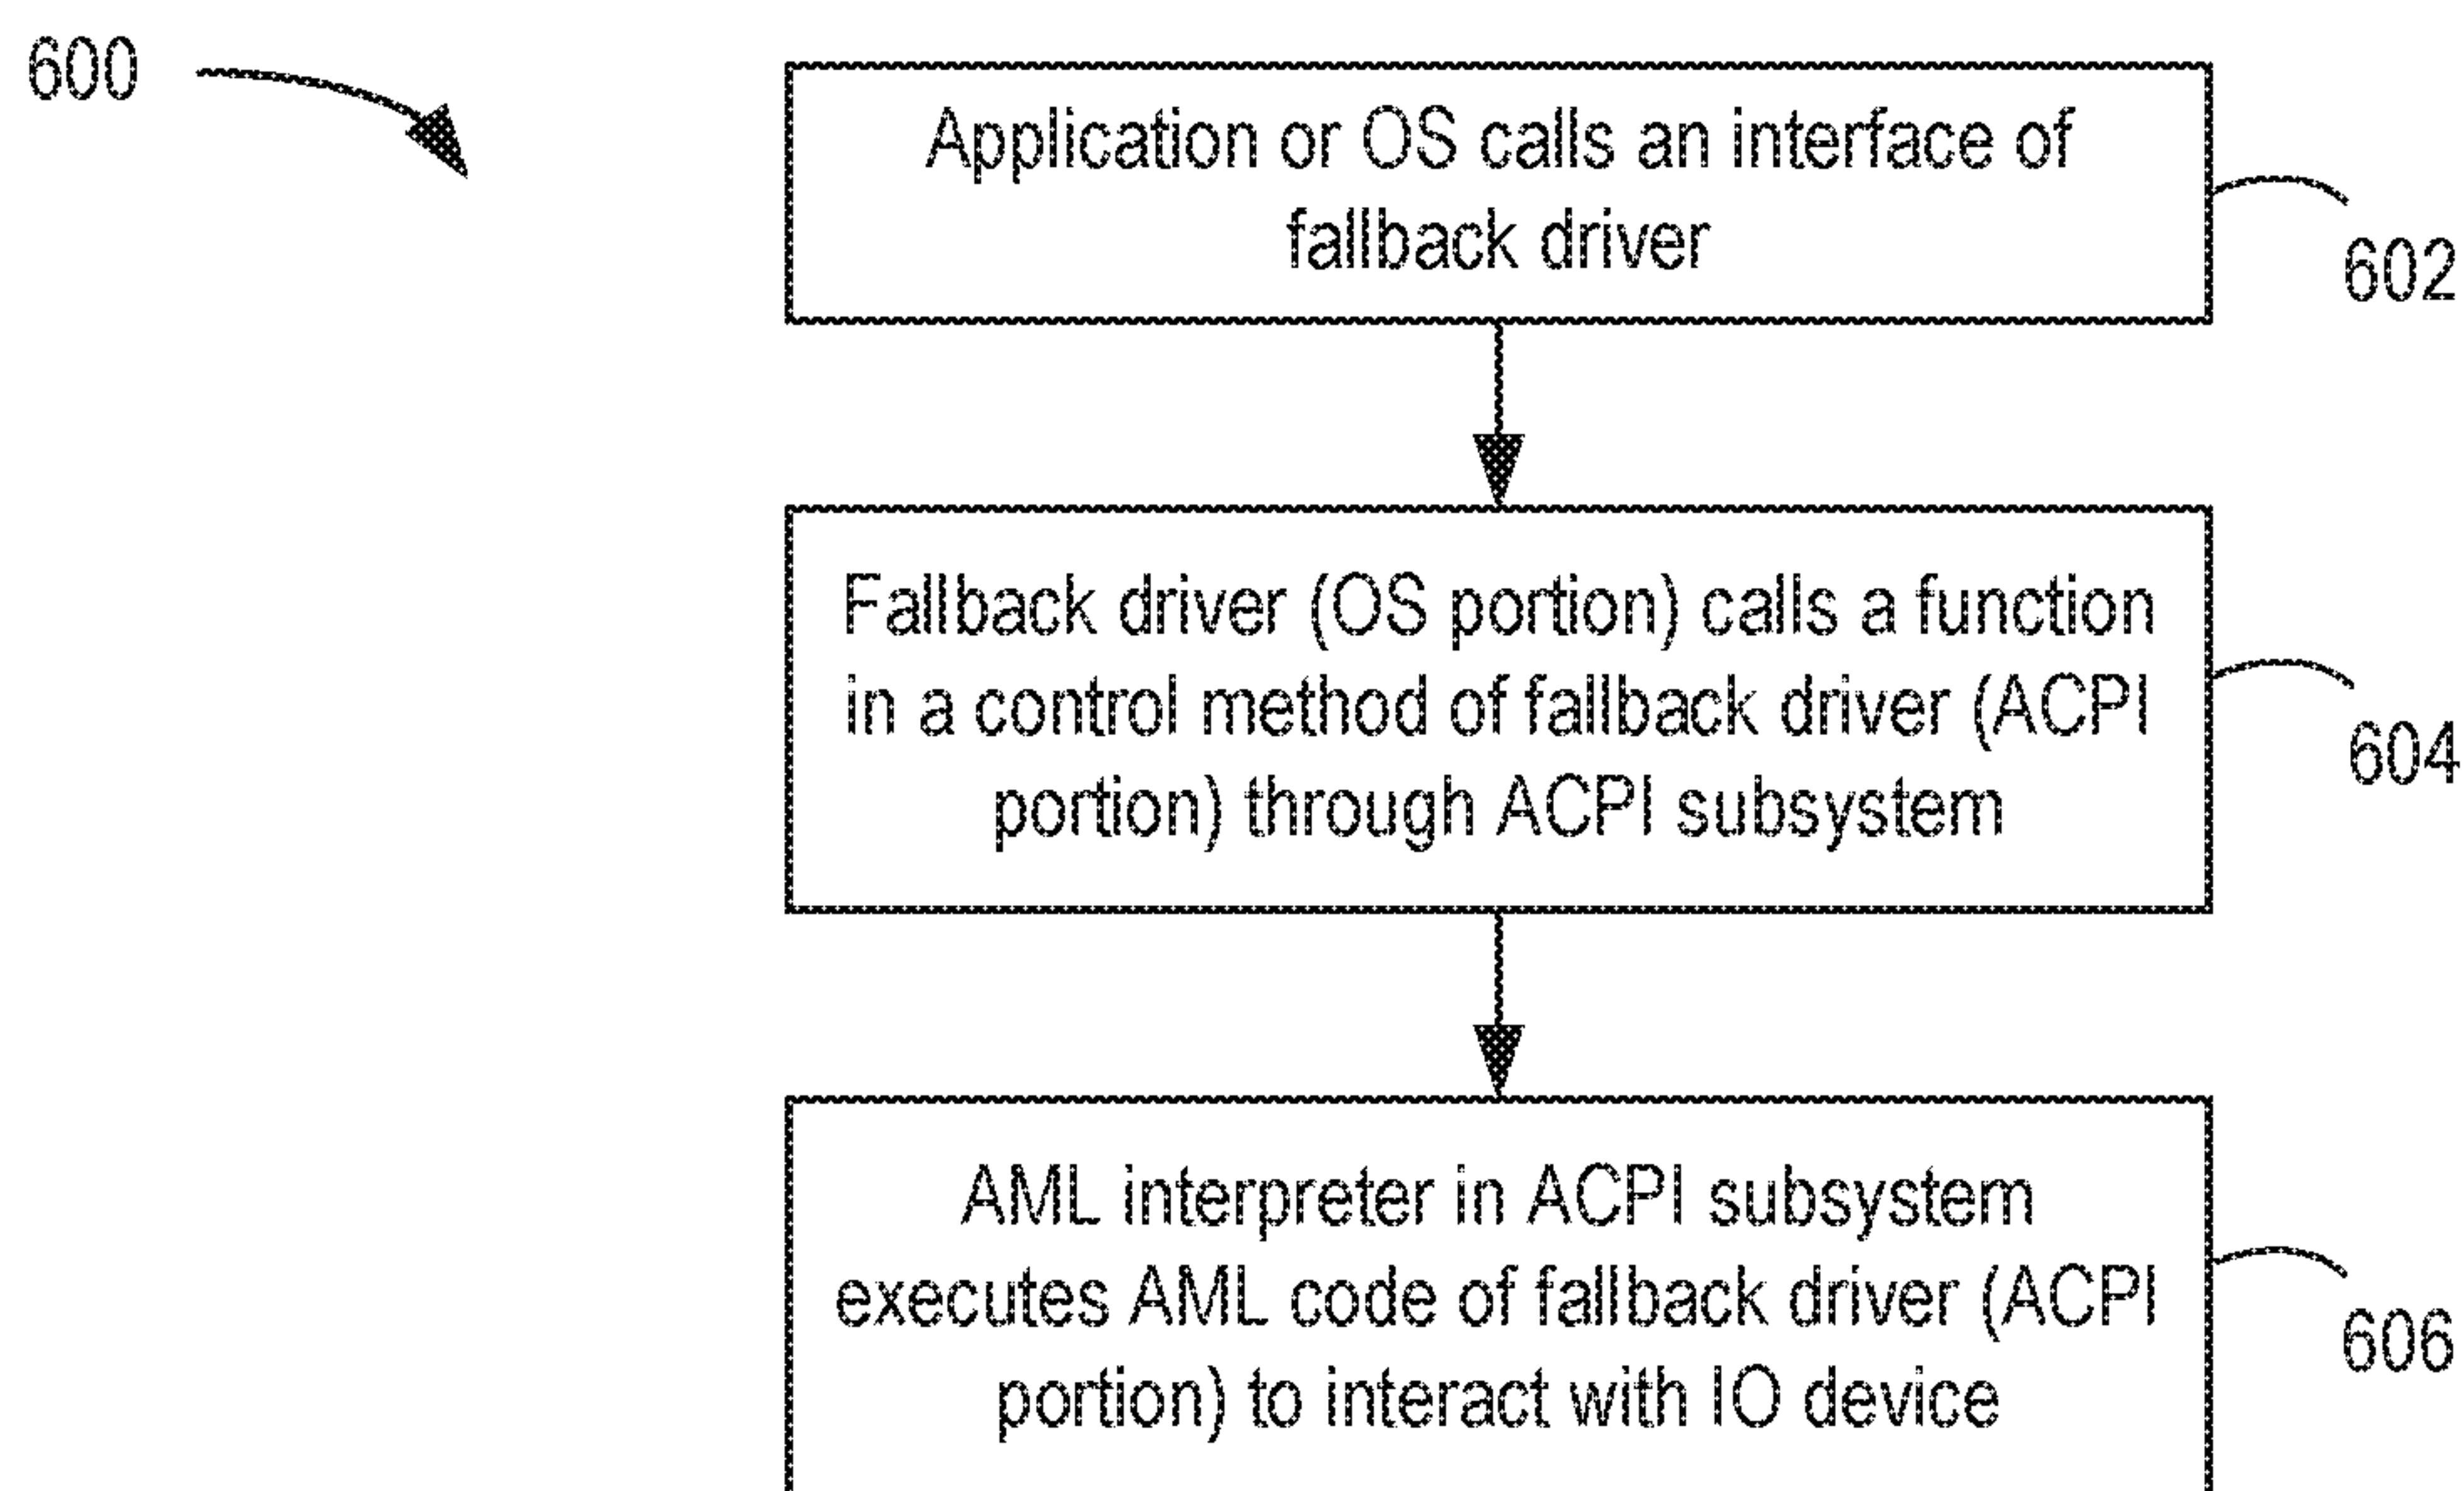 600
Application or OS calls an interface of
fallback driver
602
Fallback driver (OS portion) calls a function
in a control method of fallback driver (ACPI
portion) through ACPI subsystem
604
AML interpreter in ACPI subsystem
executes AML code of fallback driver (ACPI
portion) to interact with IO device
606